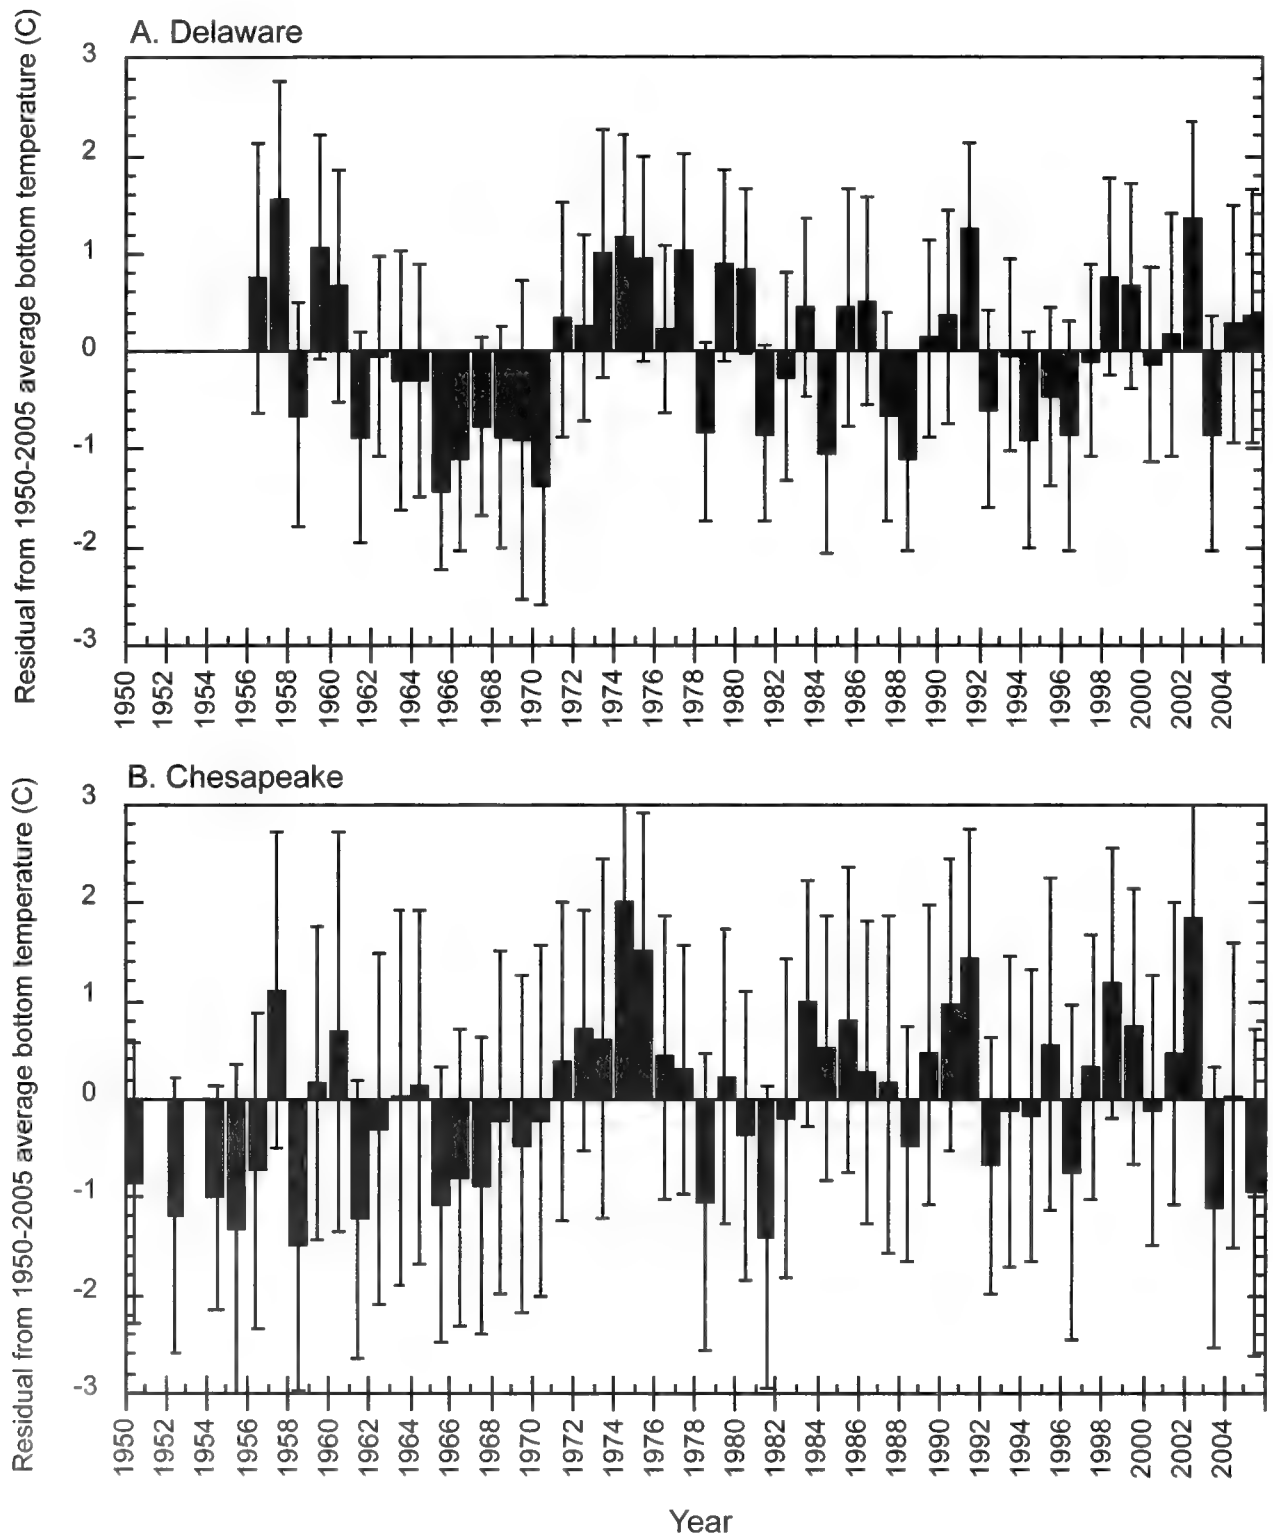 A. Delaware
Residual from 1950-2005 average bottom temperature (C)
3
2
1
0
-1
-2
-3
1950 1952 1954 1956 1958 1960 1962 1964 1966 1968 1970 1972 1974 1976 1978 1980 1982 1984 1986 1988 1990 1992 1994 1996 1998 2000 2002 2004
B. Chesapeake
Residual from 1950-2005 average bottom temperature (C)
3
2
1
0
-1
-2
-3
1950 1952 1954 1956 1958 1960 1962 1964 1966 1968 1970 1972 1974 1976 1978 1980 1982 1984 1986 1988 1990 1992 1994 1996 1998 2000 2002 2004
Year